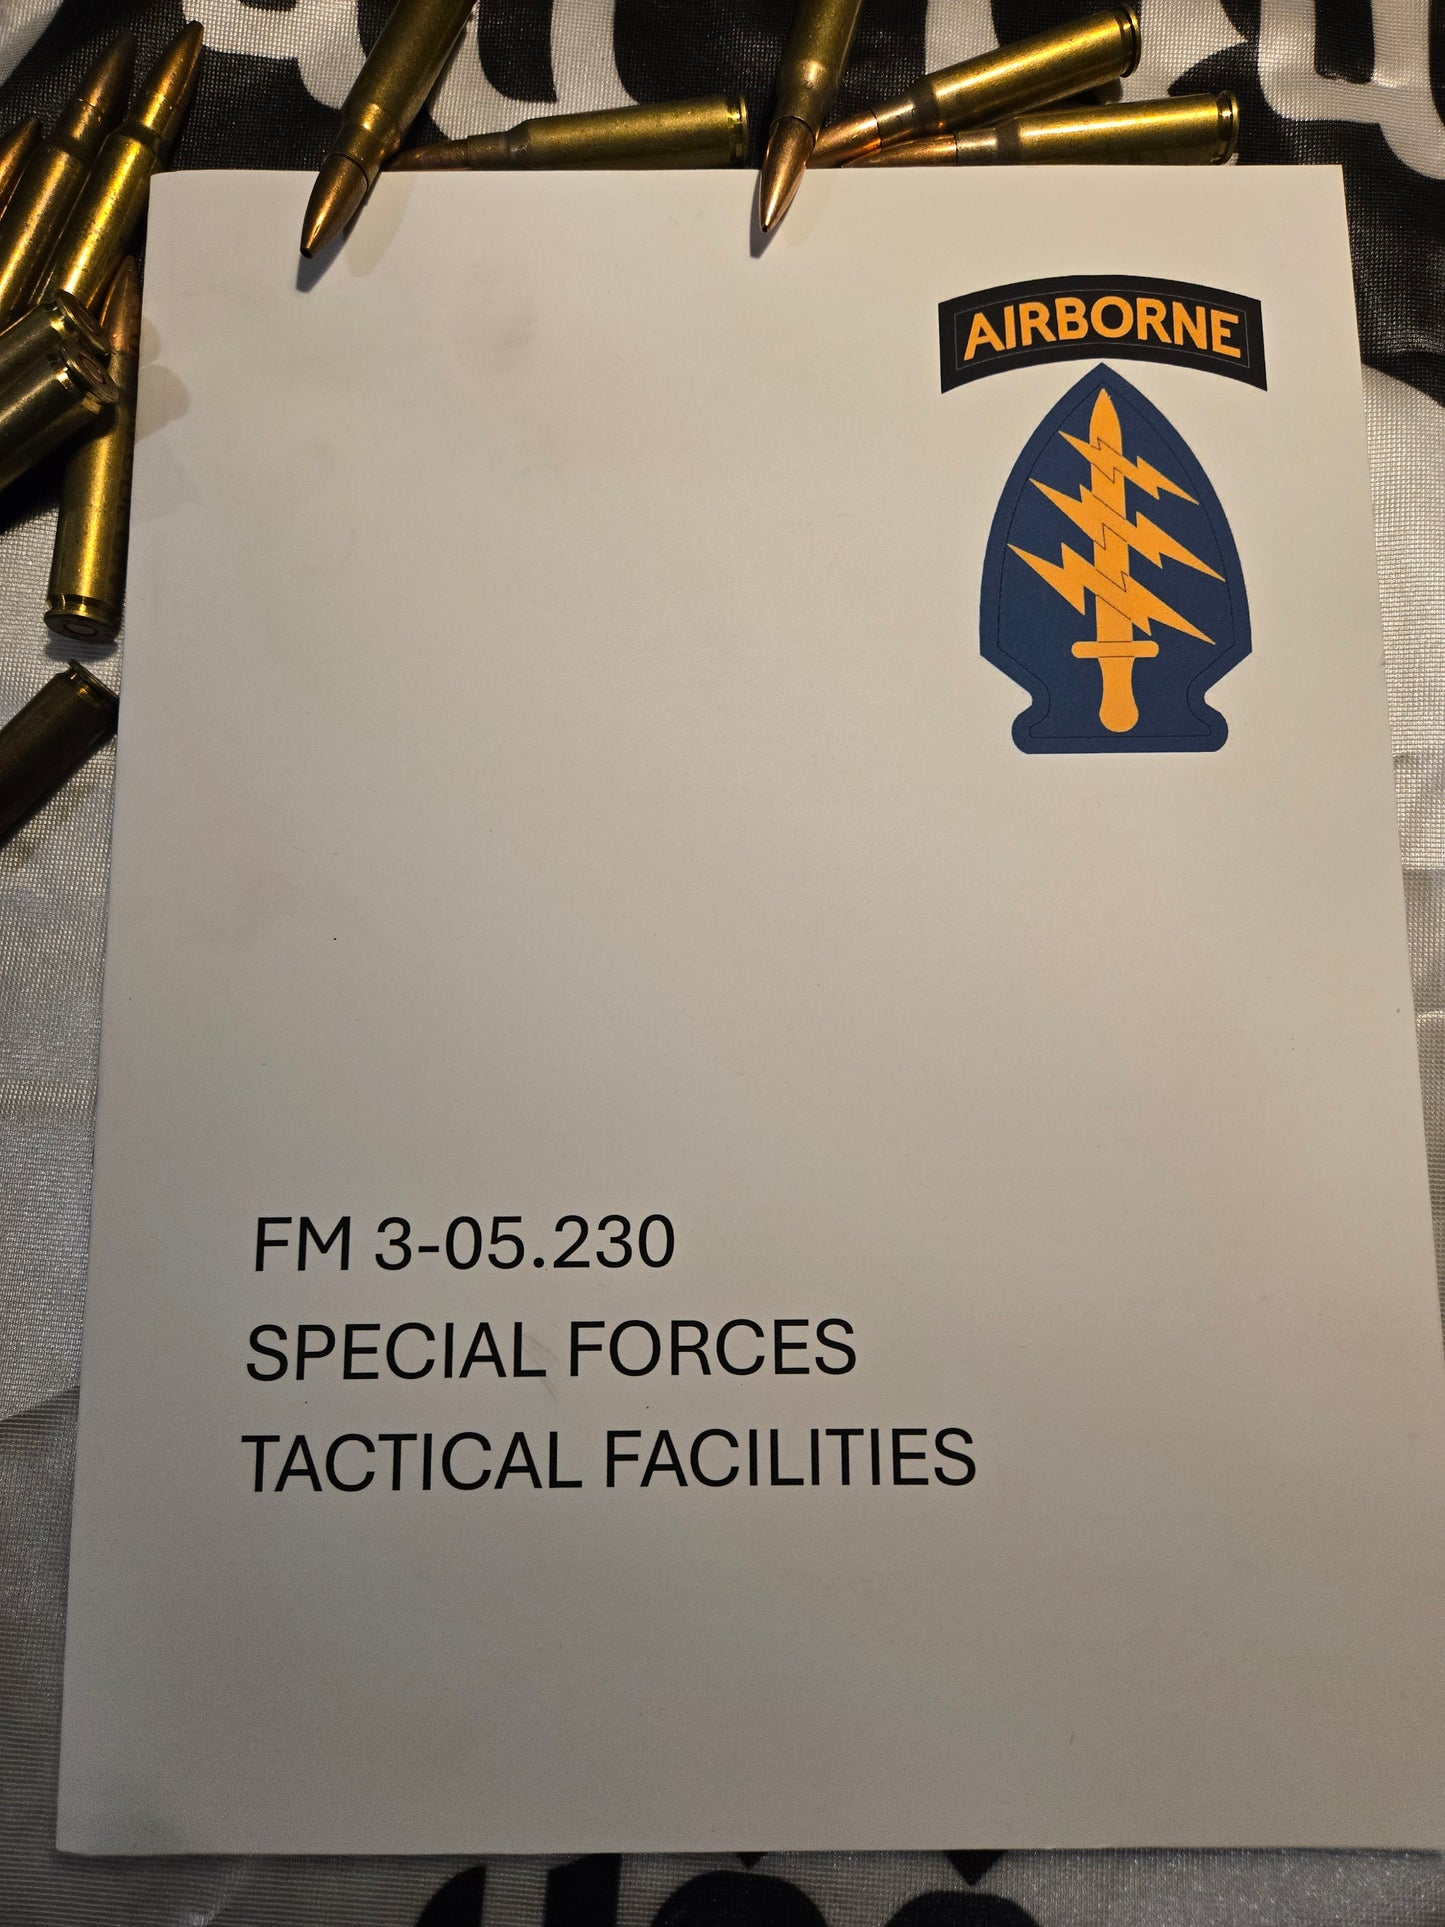 AIRBORNE
FM 3-05.230
SPECIAL FORCES
TACTICAL FACILITIES